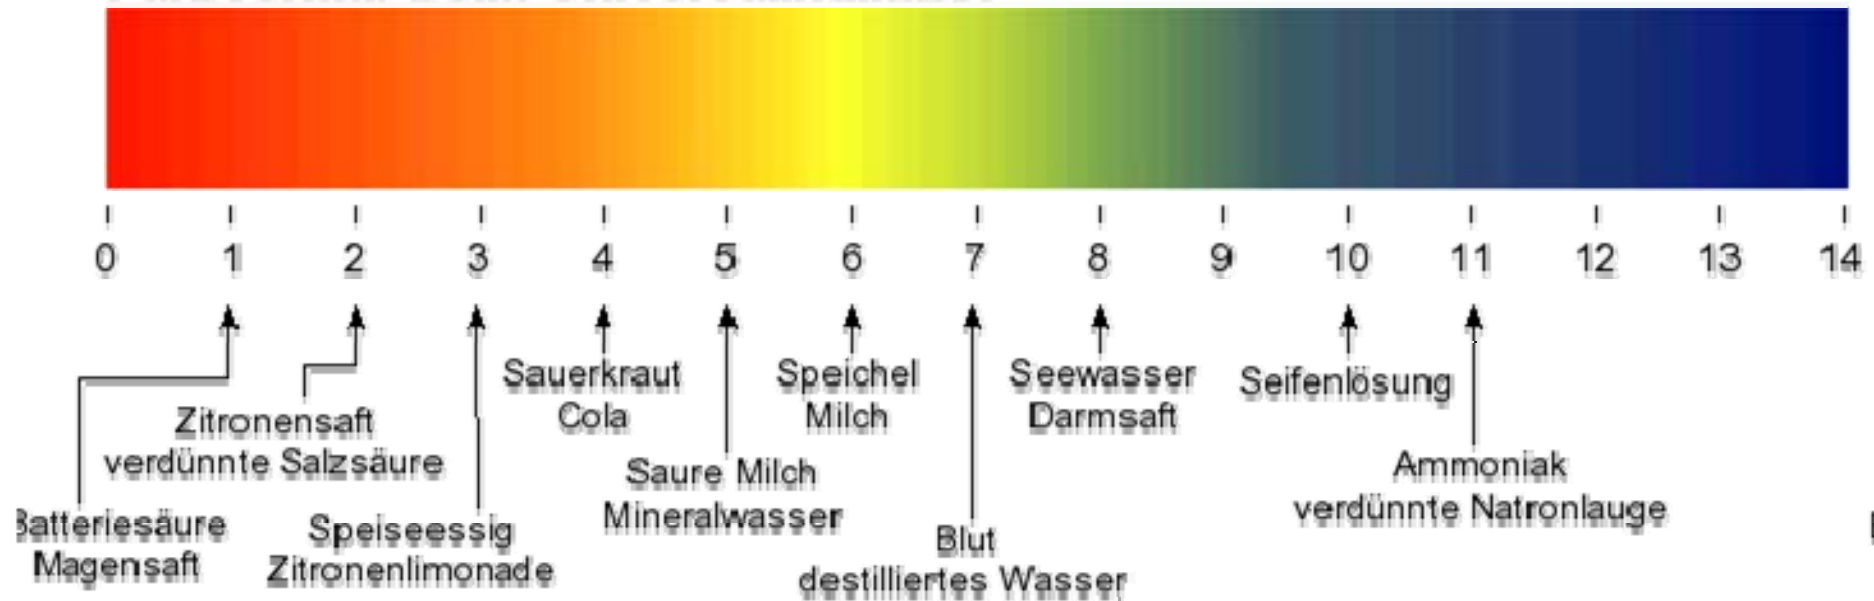 0 1 2 3 4 5 6 7 8 9 10 11 12 13 14
Sauerkraut
Cola
Speichel
Milch
Seewasser
Darmsaft
Seifenlösung
Zitronensaft
verdünnte Salzsäure
Saure Milch
Mineralwasser
Ammoniak
verdünnte Natronlauge
Batteriesäure
Magensaft
Speiseessig
Zitronenlimonade
Blut
destilliertes Wasser